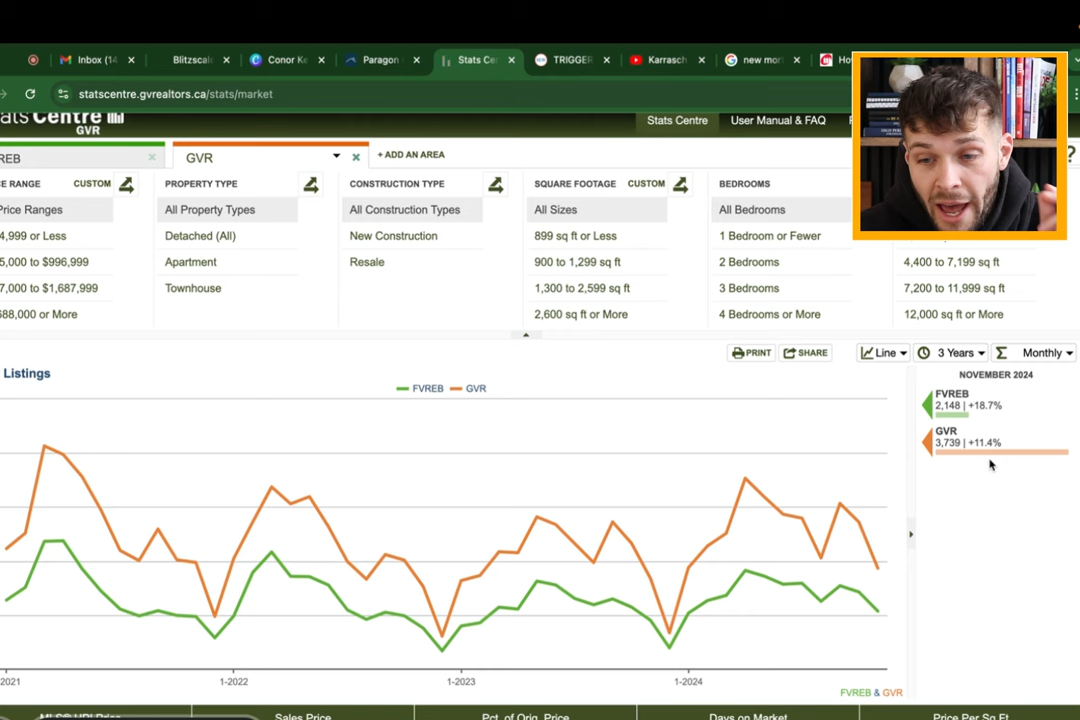 Inbox (14
Blitzscale
Conor Ke
Paragon
Stats Cen
TRIGGER
Karrasch
new mor
How
statscentre.gvrealtors.ca/stats/market
ats Centre
GVR
Stats Centre
User Manual & FAQ
?
REB
GVR
+ ADD AN AREA
CE RANGE CUSTOM
PROPERTY TYPE
CONSTRUCTION TYPE
SQUARE FOOTAGE CUSTOM
BEDROOMS
Price Ranges
All Property Types
All Construction Types
All Sizes
All Bedrooms
4,999 or Less
Detached (All)
New Construction
899 sq ft or Less
1 Bedroom or Fewer
5,000 to $996,999
Apartment
Resale
900 to 1,299 sq ft
2 Bedrooms
4,400 to 7,199 sq ft
7,000 to $1,687,999
Townhouse
1,300 to 2,599 sq ft
3 Bedrooms
7,200 to 11,999 sq ft
688,000 or More
2,600 sq ft or More
4 Bedrooms or More
12,000 sq ft or More
PRINT
SHARE
Line
3 Years
Monthly
Listings
FVREB
GVR
NOVEMBER 2024
FVREB
2,148 | +18.7%
GVR
3,739 | +11.4%
2021
1-2022
1-2023
1-2024
FVREB & GVR
MLS® HPI Price
Sales Price
Pct. of Orig. Price
Days on Market
Price Per Sq Ft